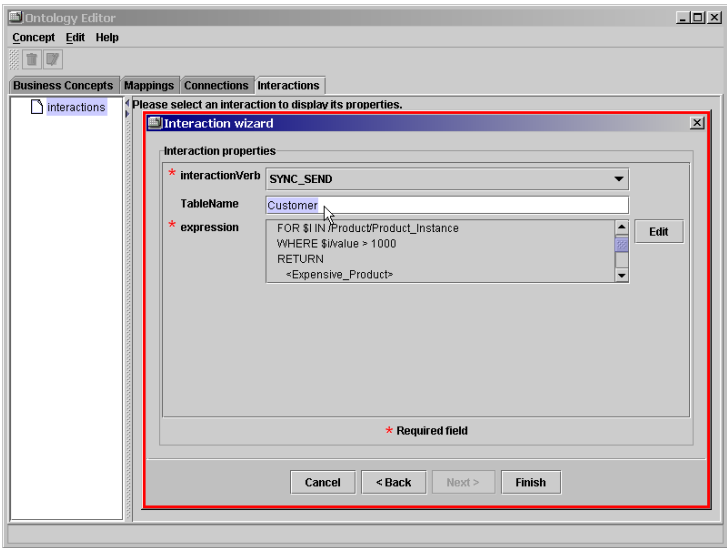 Ontology Editor
Concept Edit Help
Business Concepts Mappings Connections Interactions
interactions
Please select an interaction to display its properties.
Interaction wizard
Interaction properties
* interactionVerb SYNC_SEND
TableName Customer
* expression FOR $I IN /Product/Product_Instance
WHERE $i/value > 1000
RETURN
<Expensive_Product>
Edit
* Required field
Cancel < Back Next > Finish